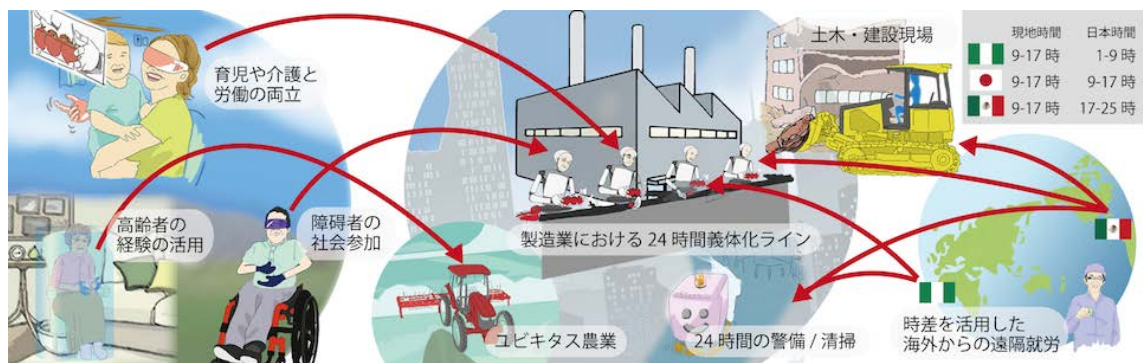 育児や介護と
労働の両立
高齢者の
経験の活用
障碍者の
社会参加
製造業における 24 時間義体化ライン
土木・建設現場
現地時間 日本時間
9-17 時 1-9 時
9-17 時 9-17 時
9-17 時 17-25 時
ユビキタス農業
24 時間の警備 / 清掃
時差を活用した
海外からの遠隔就労